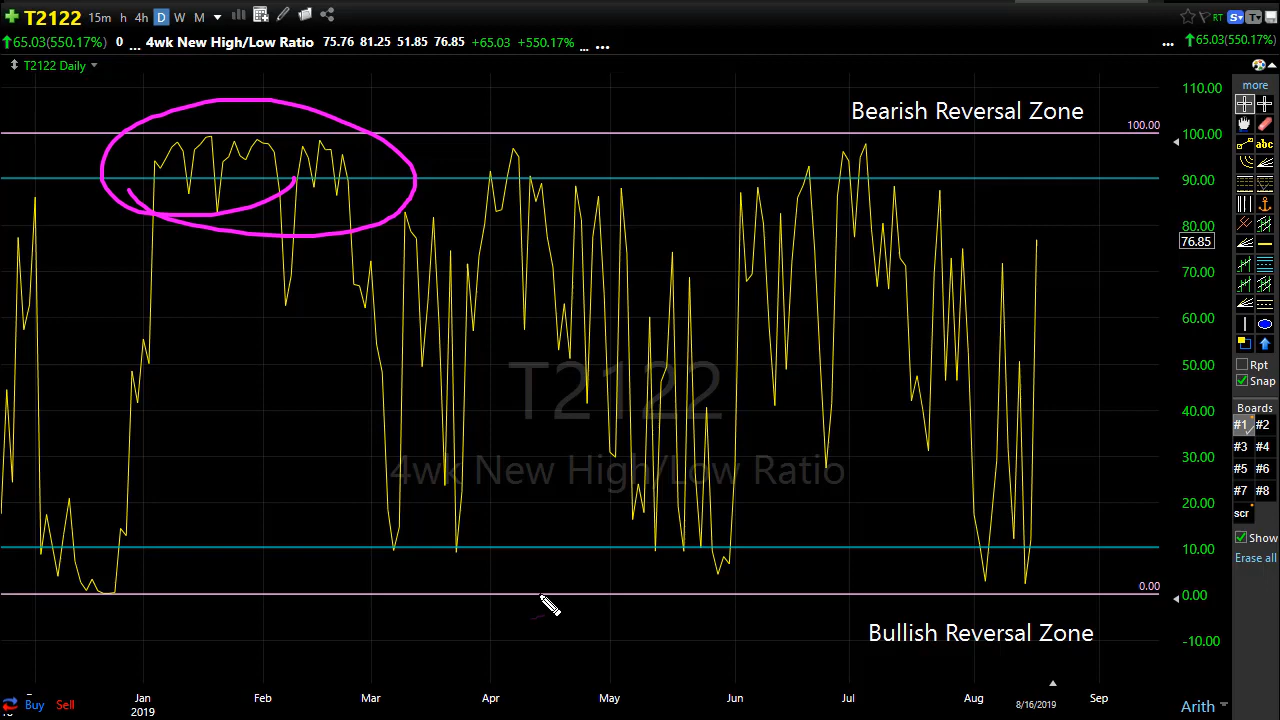 T2122 15m h 4h D W M RT S T
65.03(550.17%) 0 ... 4wk New High/Low Ratio 75.76 81.25 51.85 76.85 +65.03 +550.17% ... ... ... 65.03(550.17%)
T2122 Daily
more
abc
Bearish Reversal Zone
110.00
100.00
100.00
90.00
80.00
76.85
70.00
60.00
50.00
40.00
30.00
20.00
10.00
0.00
0.00
-10.00
T2122
4wk New High/Low Ratio
Bullish Reversal Zone
Rpt
Snap
Boards
#1 #2
#3 #4
#5 #6
#7 #8
scr
Show
Erase all
Jan Feb Mar Apr May Jun Jul Aug Sep
2019 8/16/2019
Buy Sell
Arith